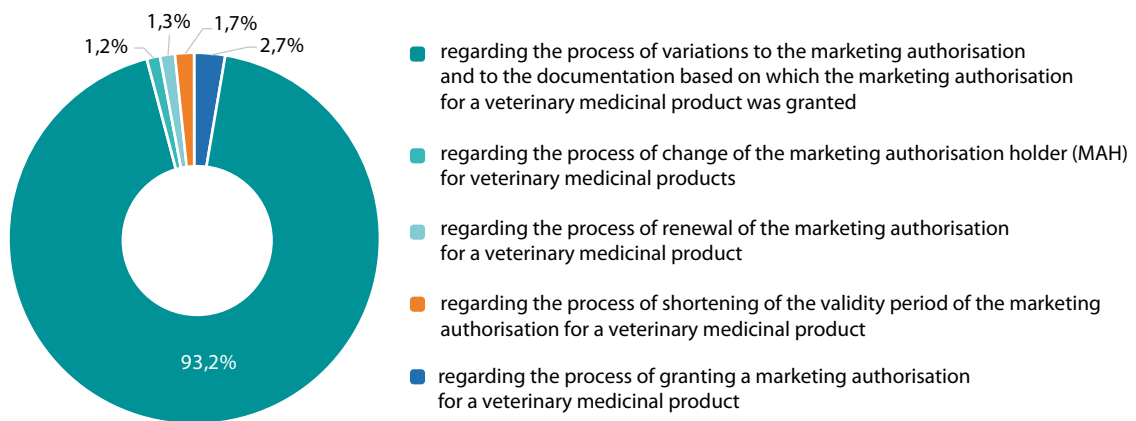 1,3%
1,7%
1,2%
2,7%
93,2%
regarding the process of variations to the marketing authorisation
and to the documentation based on which the marketing authorisation
for a veterinary medicinal product was granted
regarding the process of change of the marketing authorisation holder (MAH)
for veterinary medicinal products
regarding the process of renewal of the marketing authorisation
for a veterinary medicinal product
regarding the process of shortening of the validity period of the marketing
authorisation for a veterinary medicinal product
regarding the process of granting a marketing authorisation
for a veterinary medicinal product